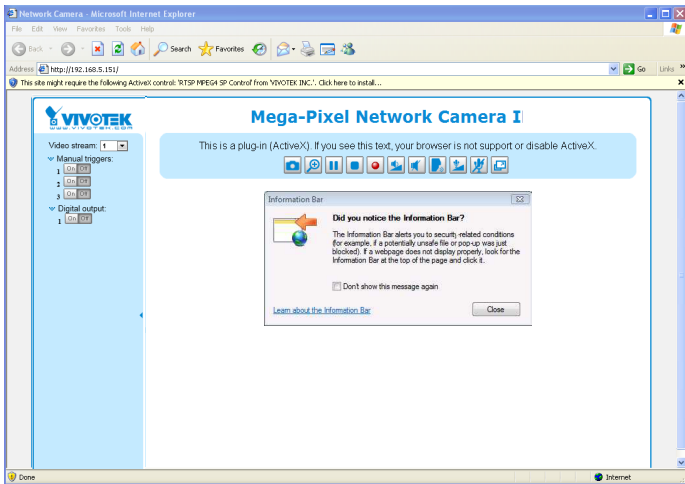 Network Camera - Microsoft Internet Explorer
File Edit View Favorites Tools Help
Back Search Favorites
Address http://192.168.5.151/ Go Links »
This site might require the following ActiveX control: 'RTSP MPEG4 SP Control' from 'VIVOTEK INC.'. Click here to install...
VIVOTEK
WWW.VIVOTEK.COM
Mega-Pixel Network Camera I
Video stream: 1
Manual triggers:
1 On Off
2 On Off
3 On Off
Digital output:
1 On Off
This is a plug-in (ActiveX). If you see this text, your browser is not support or disable ActiveX.
Information Bar
Did you notice the Information Bar?
The Information Bar alerts you to security-related conditions
(for example, if a potentially unsafe file or pop-up was just
blocked). If a webpage does not display properly, look for the
Information Bar at the top of the page and click it.
Don't show this message again
Learn about the Information Bar
Close
Done Internet